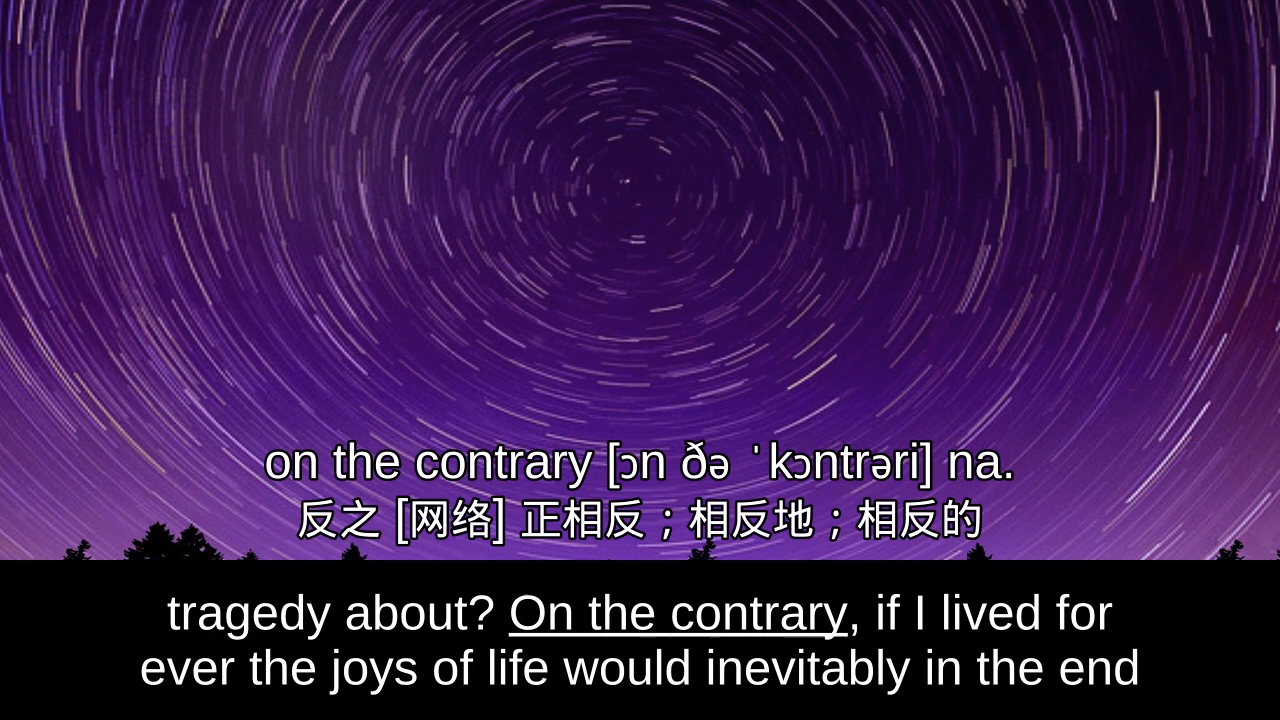 on the contrary [ɔn ðə ˈkɔntrəri] na.
反之 [网络] 正相反；相反地；相反的
tragedy about? On the contrary, if I lived for
ever the joys of life would inevitably in the end